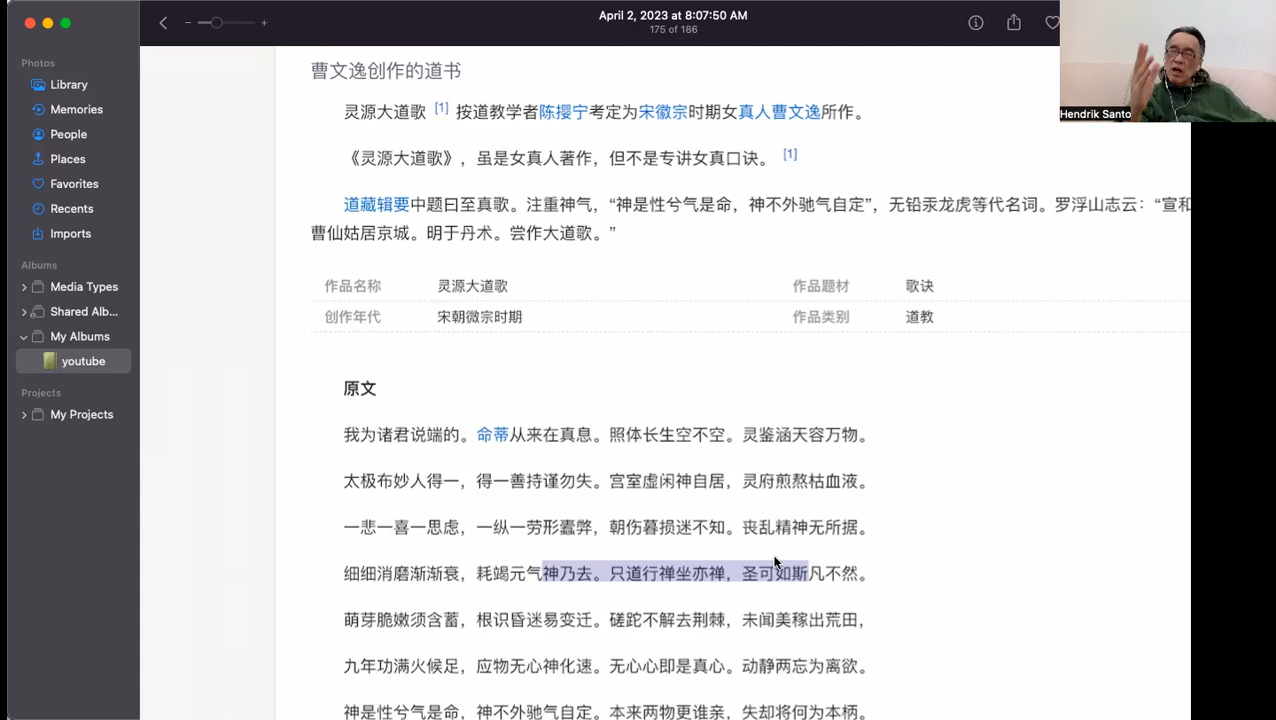 April 2, 2023 at 8:07:50 AM
175 of 186
Photos
Library
Memories
People
Places
Favorites
Recents
Imports
Albums
Media Types
Shared Alb...
My Albums
youtube
Projects
My Projects
Hendrik Santo
曹文逸创作的道书
灵源大道歌 [1] 按道教学者陈撄宁考定为宋徽宗时期女真人曹文逸所作。
《灵源大道歌》，虽是女真人著作，但不是专讲女真口诀。 [1]
道藏辑要中题曰至真歌。注重神气，“神是性兮气是命，神不外驰气自定”，无铅汞龙虎等代名词。罗浮山志云：“宣和
曹仙姑居京城。明于丹术。尝作大道歌。”
作品名称 灵源大道歌 作品题材 歌诀
创作年代 宋朝徽宗时期 作品类别 道教
原文
我为诸君说端的。命蒂从来在真息。照体长生空不空。灵鉴涵天容万物。
太极布妙人得一，得一善持谨勿失。宫室虚闲神自居，灵府煎熬枯血液。
一悲一喜一思虑，一纵一劳形蠹弊，朝伤暮损迷不知。丧乱精神无所据。
细细消磨渐渐衰，耗竭元气神乃去。只道行禅坐亦禅，圣可如斯凡不然。
萌芽脆嫩须含蓄，根识昏迷易变迁。磋跎不解去荆棘，未闻美稼出荒田，
九年功满火候足，应物无心神化速。无心心即是真心。动静两忘为离欲。
神是性兮气是命，神不外驰气自定。本来两物更谁亲，失却将何为本柄。